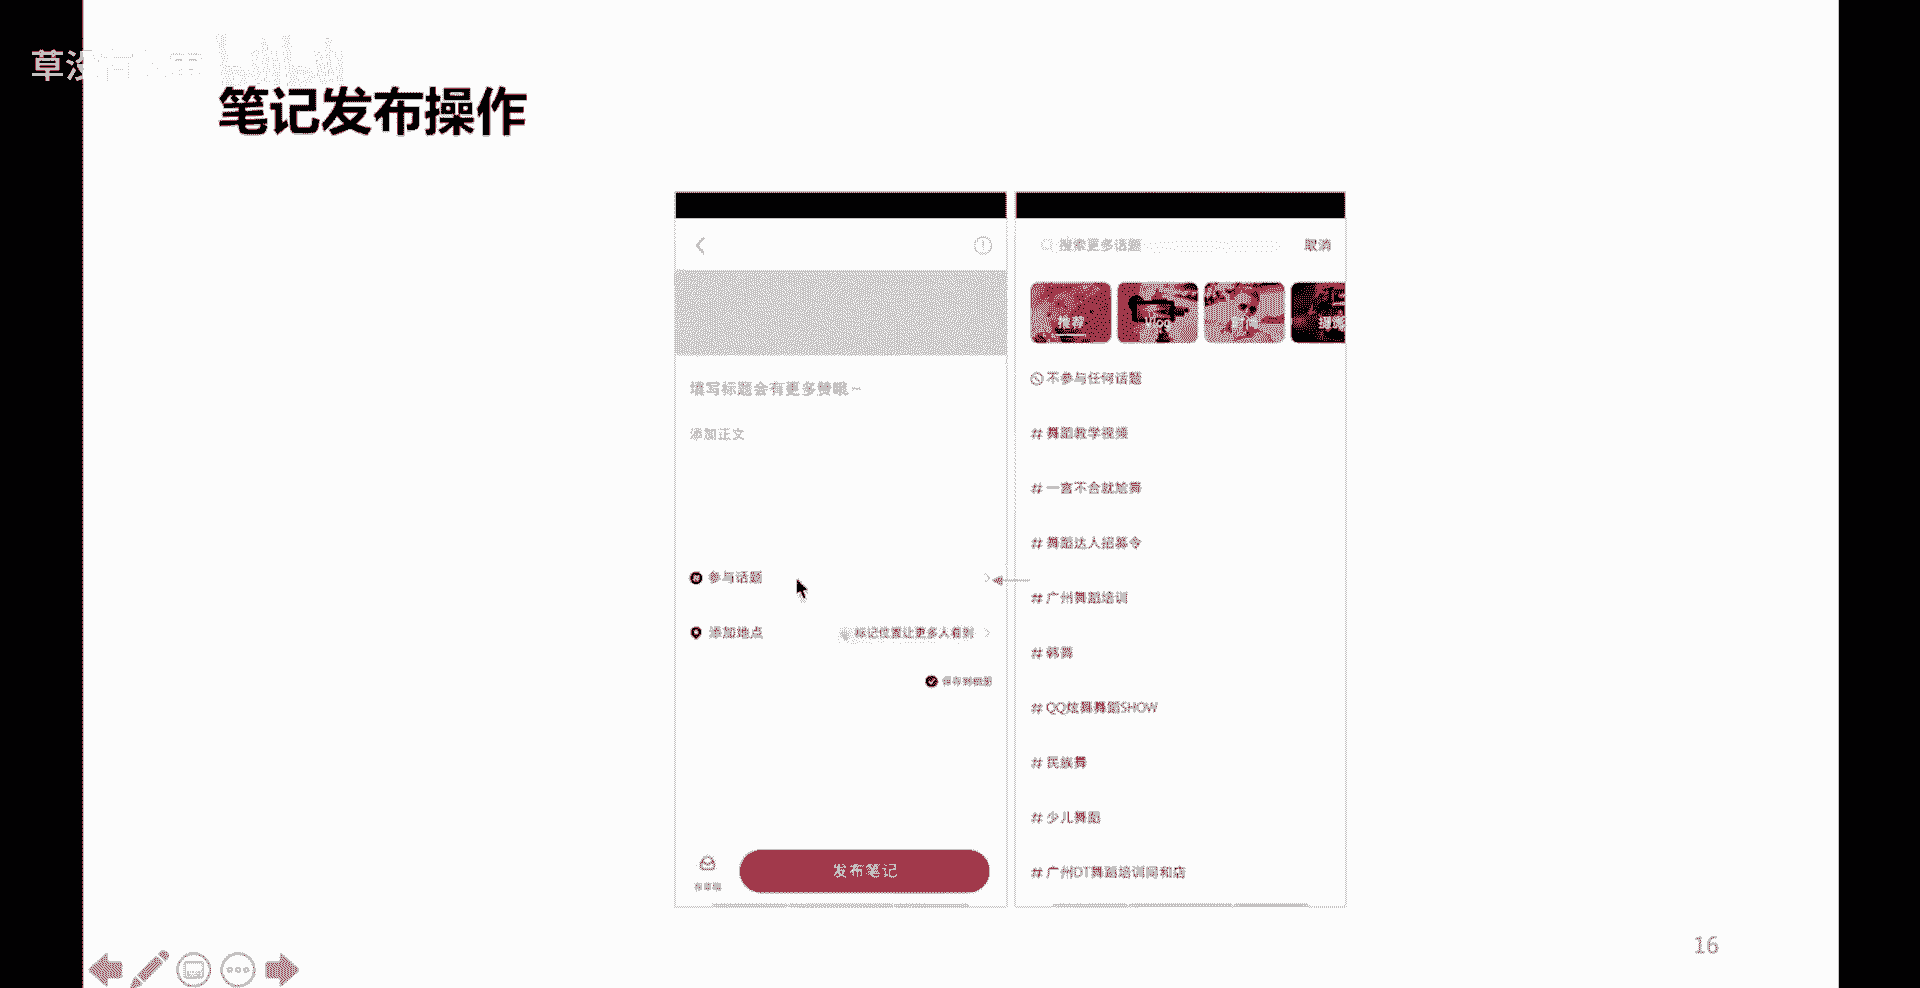 笔记发布操作
搜索更多话题
取消
推荐
Vlog
填写标题会有更多赞哦~
添加正文
不参与任何话题
# 舞蹈教学视频
# 一言不合就尬舞
# 舞蹈达人招募令
参与话题
# 广州舞蹈培训
添加地点
标记位置让更多人看到
# 韩舞
保存到相册
# QQ炫舞舞蹈SHOW
# 民族舞
# 少儿舞蹈
发布笔记
存草稿
# 广州DT舞蹈培训同和店
16